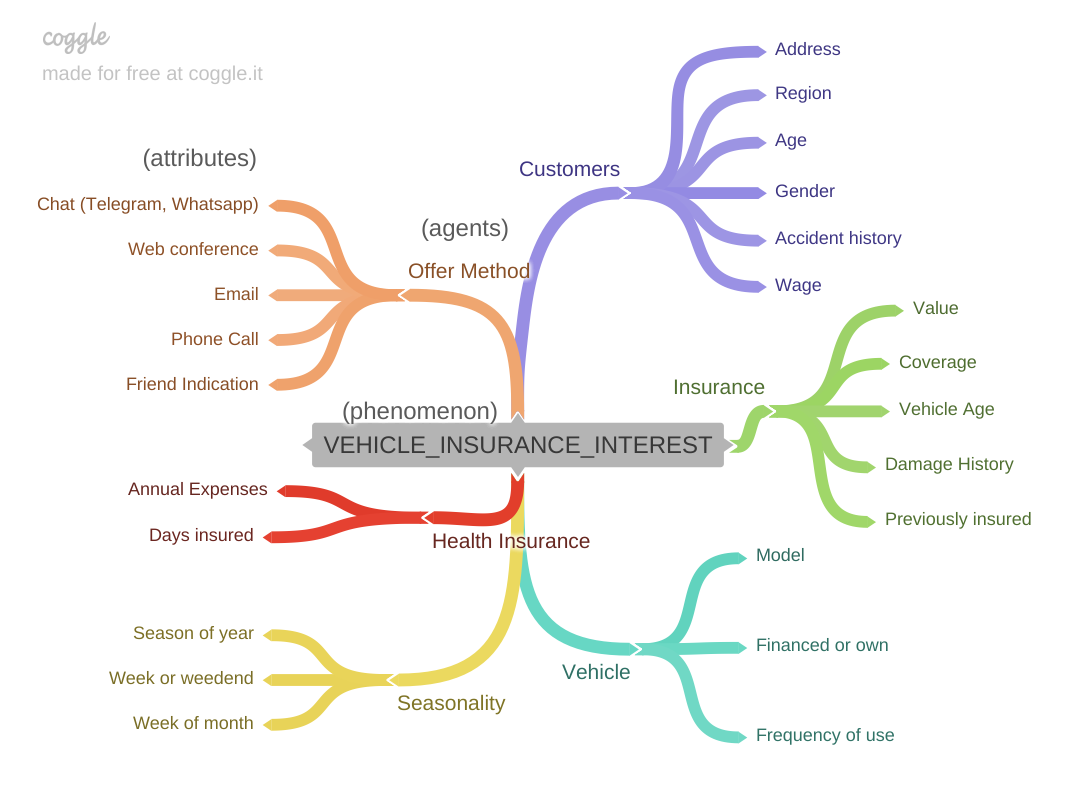 coggle
made for free at coggle.it
(attributes)
Chat (Telegram, Whatsapp)
Web conference
Email
Phone Call
Friend Indication
(agents)
Offer Method
Customers
Address
Region
Age
Gender
Accident history
Wage
(phenomenon)
VEHICLE_INSURANCE_INTEREST
Insurance
Value
Coverage
Vehicle Age
Damage History
Previously insured
Annual Expenses
Days insured
Health Insurance
Season of year
Week or weedend
Week of month
Seasonality
Vehicle
Model
Financed or own
Frequency of use